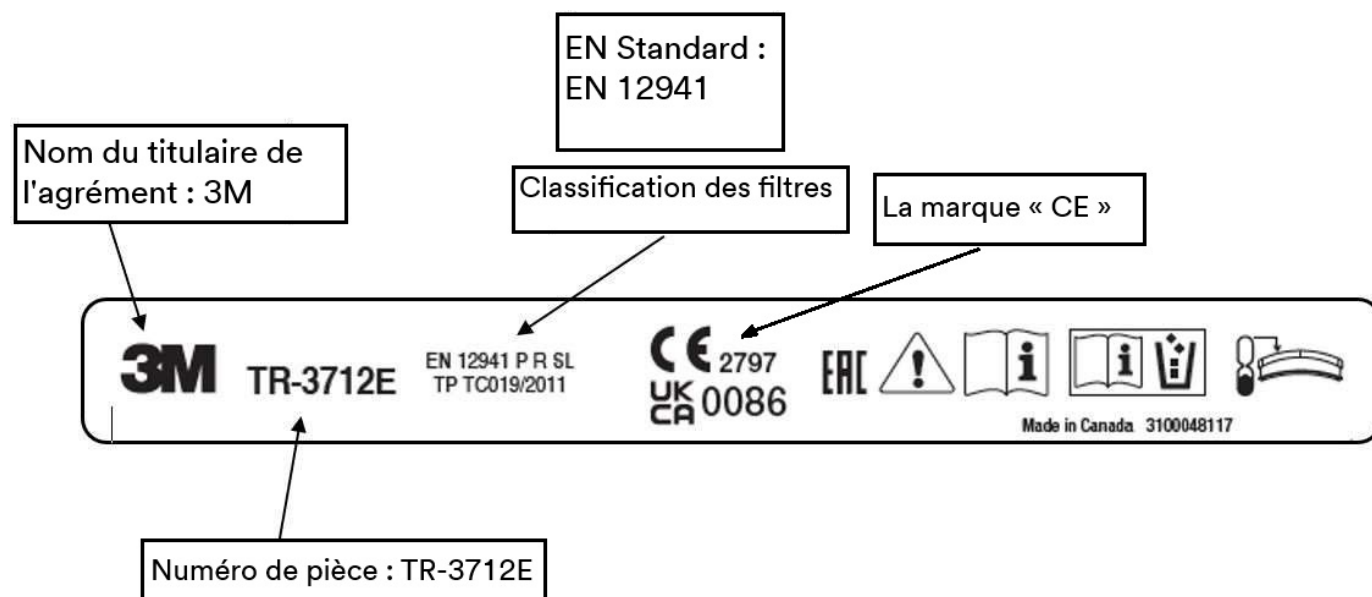 EN Standard :
EN 12941
Nom du titulaire de
l'agrément : 3M
Classification des filtres
La marque « CE »
3M
TR-3712E
EN 12941 P R SL
TP TC019/2011
CE 2797
UK
CA 0086
EAC
Made in Canada 3100048117
Numéro de pièce : TR-3712E